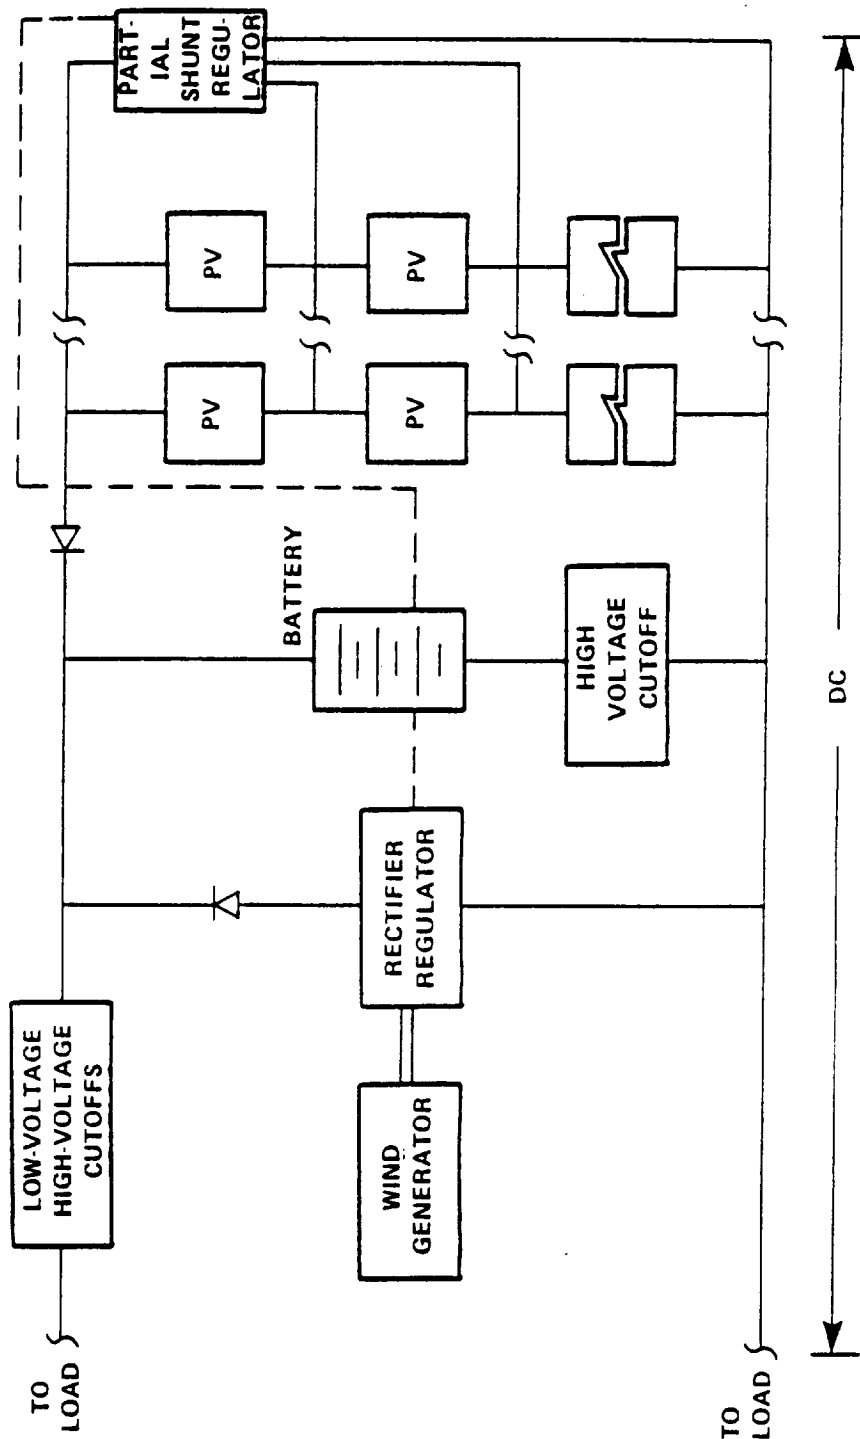 TO
LOAD
LOW-VOLTAGE
HIGH-VOLTAGE
CUTOFFS
PART-
IAL
SHUNT
REGU-
LATOR
PV
PV
PV
PV
BATTERY
RECTIFIER
REGULATOR
WIND
GENERATOR
HIGH
VOLTAGE
CUTOFF
TO
LOAD
DC